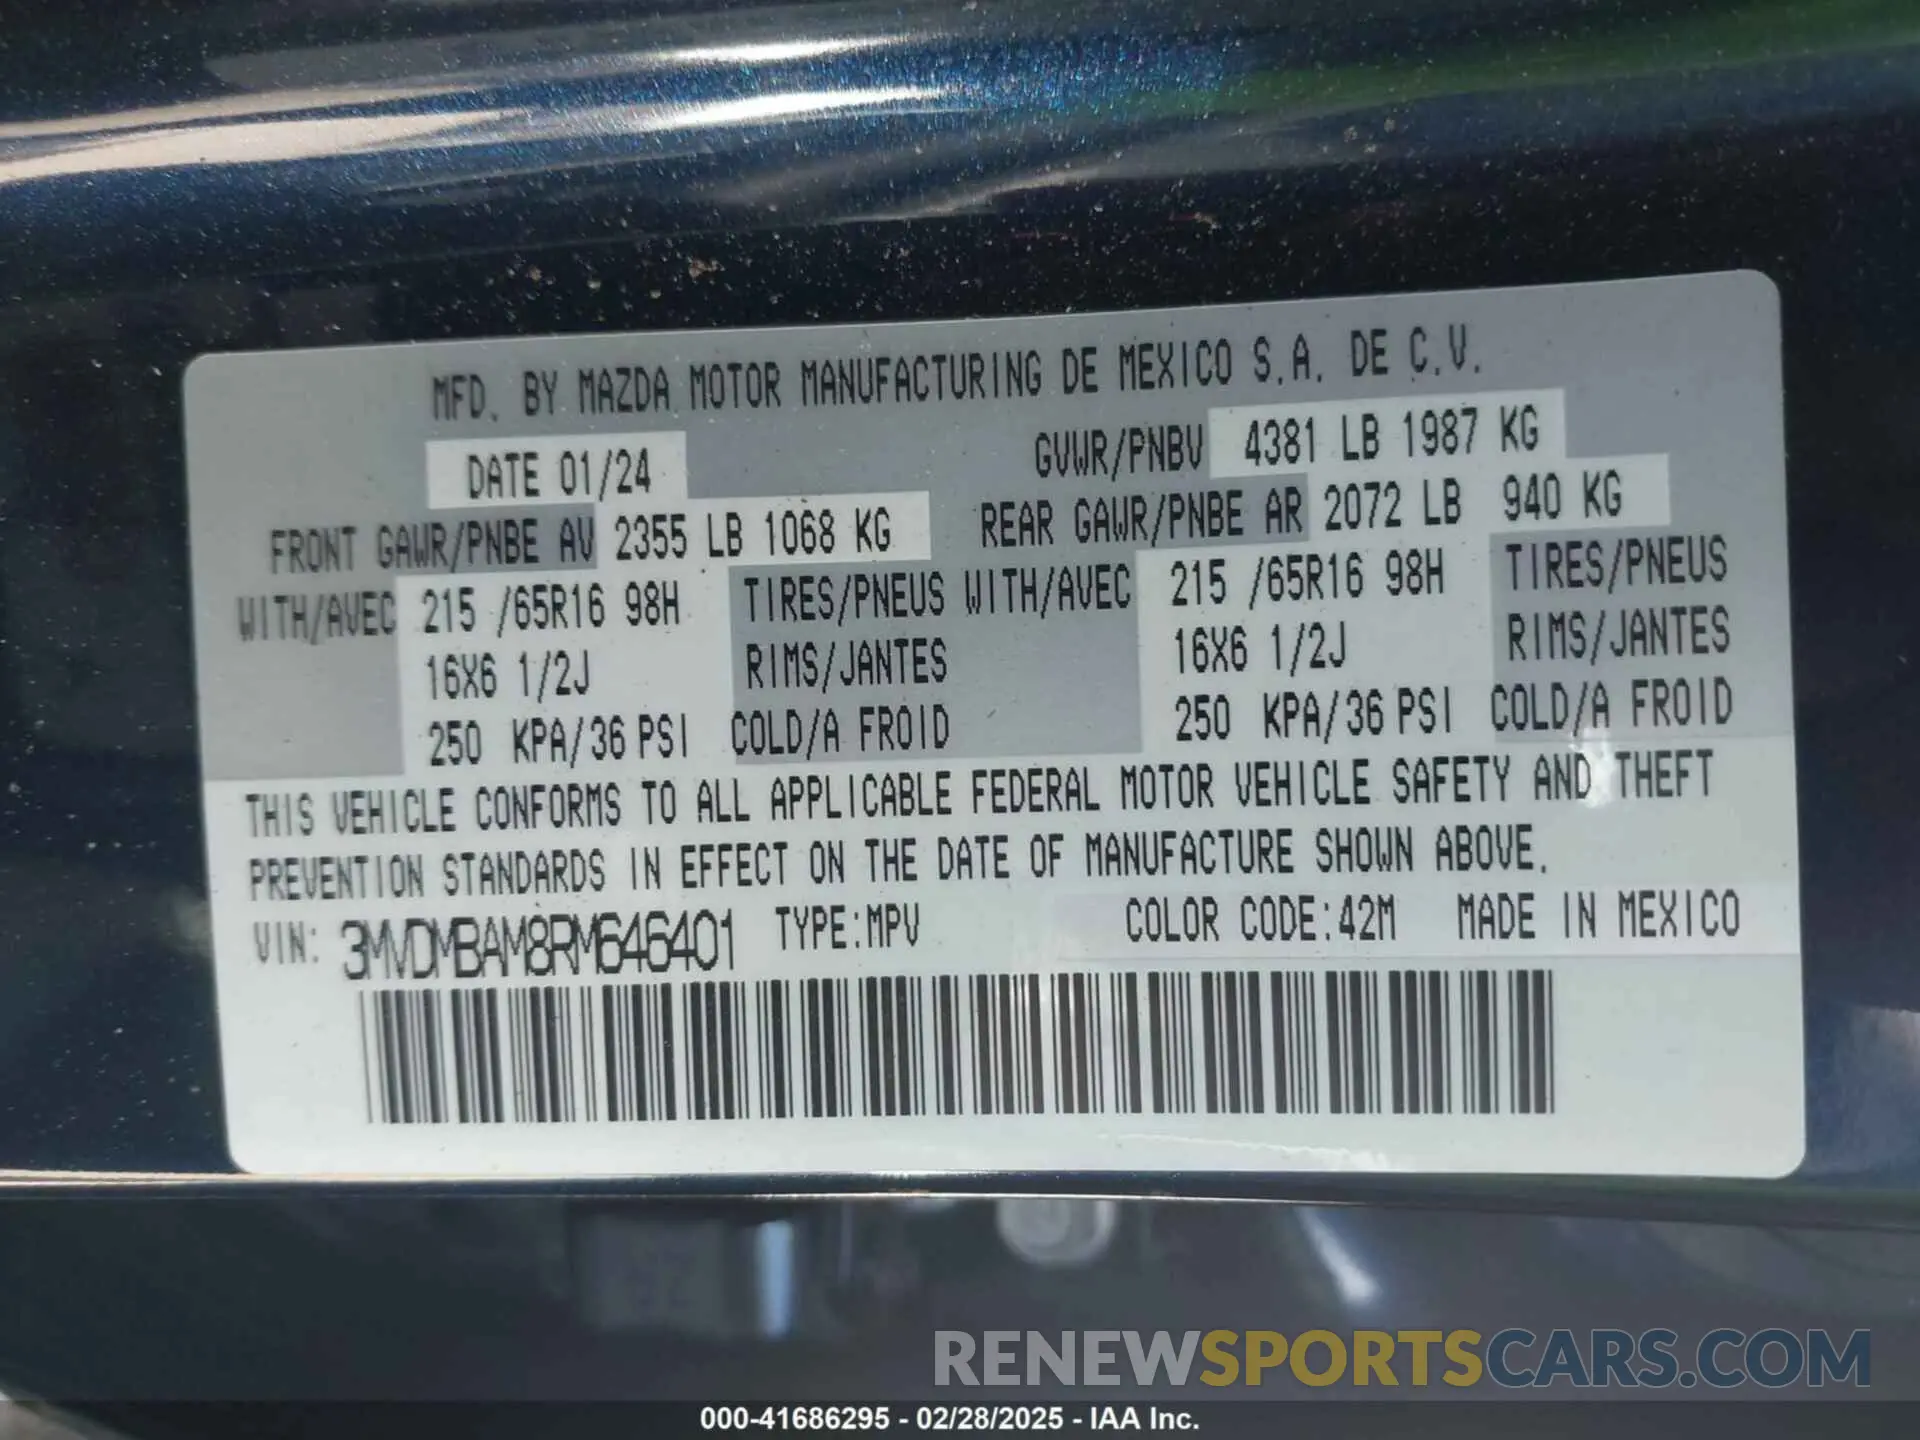 MFD. BY MAZDA MOTOR MANUFACTURING DE MEXICO S.A. DE C.V.
DATE 01/24 GVWR/PNBV 4381 LB 1987 KG
FRONT GAWR/PNBE AV 2355 LB 1068 KG REAR GAWR/PNBE AR 2072 LB 940 KG
WITH/AVEC 215 /65R16 98H TIRES/PNEUS WITH/AVEC 215 /65R16 98H TIRES/PNEUS
16X6 1/2J RIMS/JANTES 16X6 1/2J RIMS/JANTES
250 KPA/36 PSI COLD/A FROID 250 KPA/36 PSI COLD/A FROID
THIS VEHICLE CONFORMS TO ALL APPLICABLE FEDERAL MOTOR VEHICLE SAFETY AND THEFT
PREVENTION STANDARDS IN EFFECT ON THE DATE OF MANUFACTURE SHOWN ABOVE.
VIN: 3MVDMBAM8RM646401 TYPE:MPV COLOR CODE:42M MADE IN MEXICO
RENEWSPORTSCARS.COM
000-41686295 - 02/28/2025 - IAA Inc.